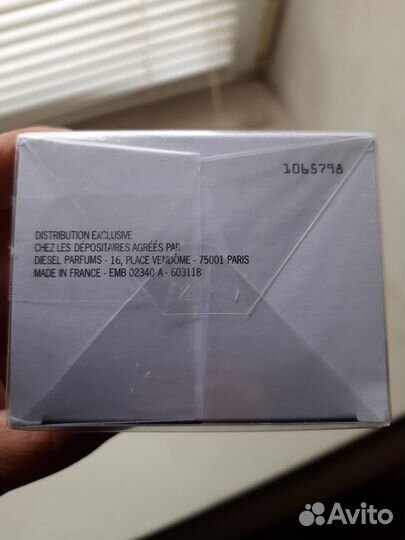 1065798
DISTRIBUTION EXCLUSIVE
CHEZ LES DÉPOSITAIRES AGRÉÉS PAR
DIESEL PARFUMS - 16, PLACE VENDÔME - 75001 PARIS
MADE IN FRANCE - EMB 02340 A - 603118
Avito